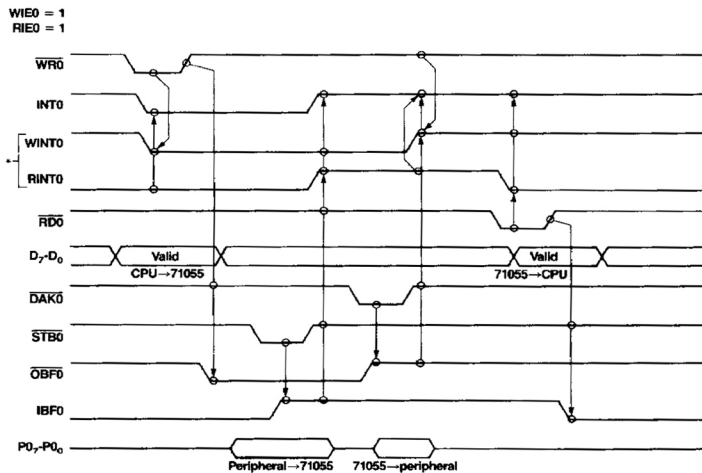 WIE0 = 1
RIE0 = 1
WR0
INT0
WINT0
*
RINT0
RD0
D7-D0
Valid
CPU→71055
Valid
71055→CPU
DAK0
STB0
OBF0
IBF0
P07-P00
Peripheral→71055
71055→peripheral